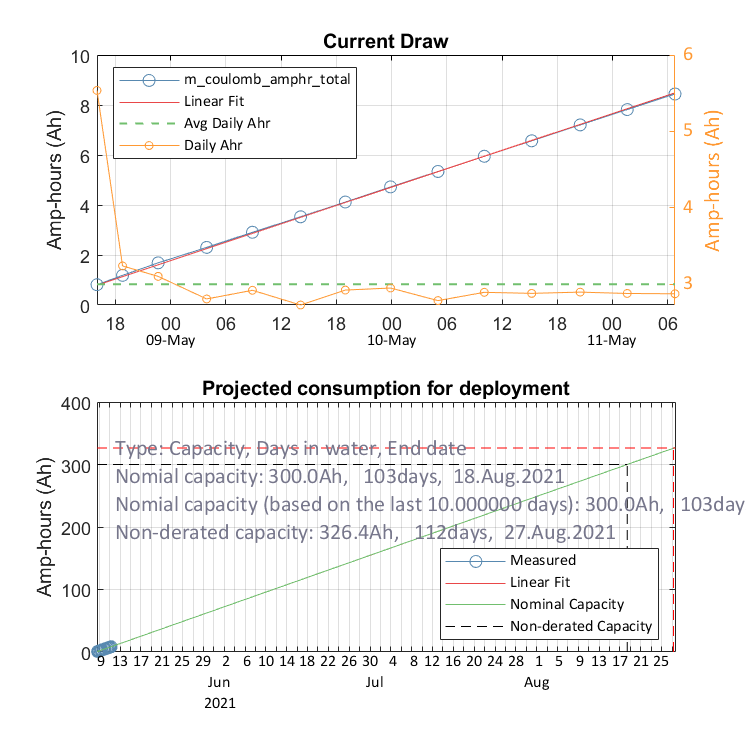 Current Draw
10
8
6
4
2
0
Amp-hours (Ah)
m_coulomb_amphr_total
Linear Fit
Avg Daily Ahr
Daily Ahr
6
5
4
3
Amp-hours (Ah)
18 00 06 12 18 00 06 12 18 00 06
09-May 10-May 11-May
Projected consumption for deployment
400
300
200
100
0
Amp-hours (Ah)
Type: Capacity, Days in water, End date
Nomial capacity: 300.0Ah, 103days, 18.Aug.2021
Nomial capacity (based on the last 10.000000 days): 300.0Ah, 103day
Non-derated capacity: 326.4Ah, 112days, 27.Aug.2021
Measured
Linear Fit
Nominal Capacity
Non-derated Capacity
9 13 17 21 25 29 2 6 10 14 18 22 26 30 4 8 12 16 20 24 28 1 5 9 13 17 21 25
Jun Jul Aug
2021